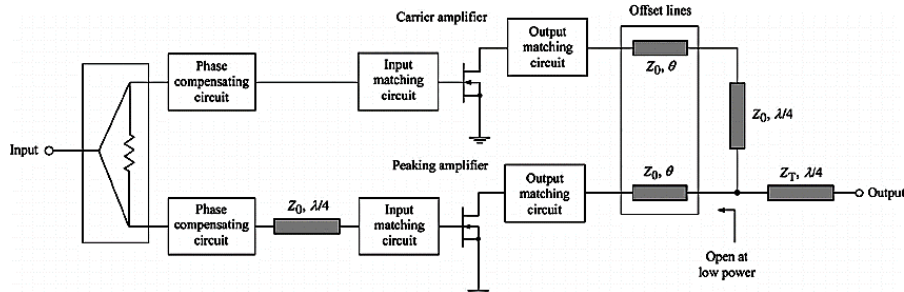 Carrier amplifier
Offset lines
Output
matching
circuit
Phase
compensating
circuit
Input
matching
circuit
Z₀, θ
Z₀, λ/4
Input
Peaking amplifier
Output
matching
circuit
Z₀, θ
Z_T, λ/4
Output
Phase
compensating
circuit
Z₀, λ/4
Input
matching
circuit
Open at
low power